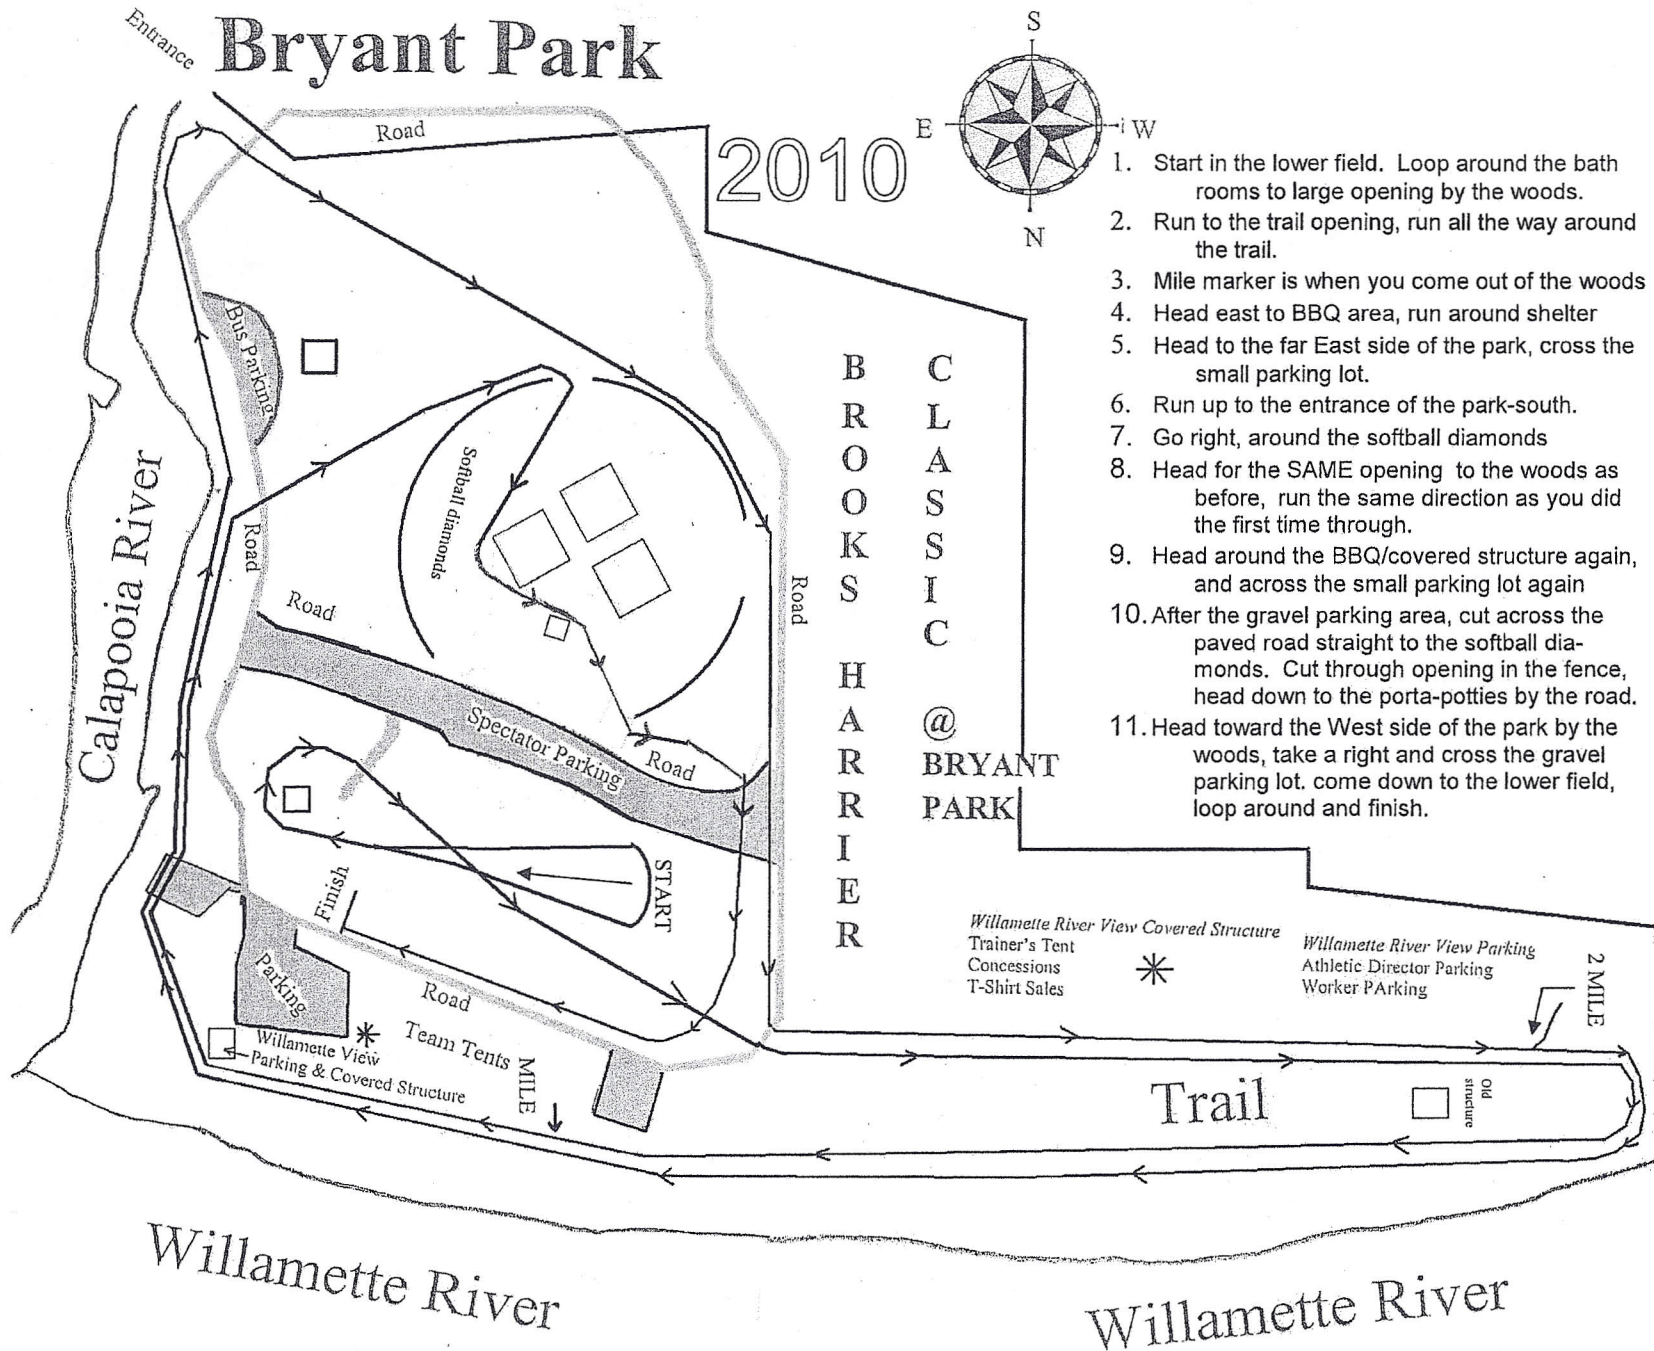 Entrance
Bryant Park
2010
S
E
W
N
Road
1. Start in the lower field. Loop around the bath
rooms to large opening by the woods.
2. Run to the trail opening, run all the way around
the trail.
3. Mile marker is when you come out of the woods
4. Head east to BBQ area, run around shelter
5. Head to the far East side of the park, cross the
small parking lot.
6. Run up to the entrance of the park-south.
7. Go right, around the softball diamonds
8. Head for the SAME opening to the woods as
before, run the same direction as you did
the first time through.
9. Head around the BBQ/covered structure again,
and across the small parking lot again
10. After the gravel parking area, cut across the
paved road straight to the softball dia-
monds. Cut through opening in the fence,
head down to the porta-potties by the road.
11. Head toward the West side of the park by the
woods, take a right and cross the gravel
parking lot. come down to the lower field,
loop around and finish.
BROOKS HARRIER
CLASSIC
@
BRYANT
PARK
Bus Parking
Softball diamonds
Calapooia River
Road
Road
Road
Spectator Parking
Road
START
Finish
Parking
Road
Team Tents
Willamette View
Parking & Covered Structure
MILE
Willamette River View Covered Structure
Trainer's Tent
Concessions
T-Shirt Sales
Willamette River View Parking
Athletic Director Parking
Worker PArking
2 MILE
Trail
Old
structure
Willamette River
Willamette River